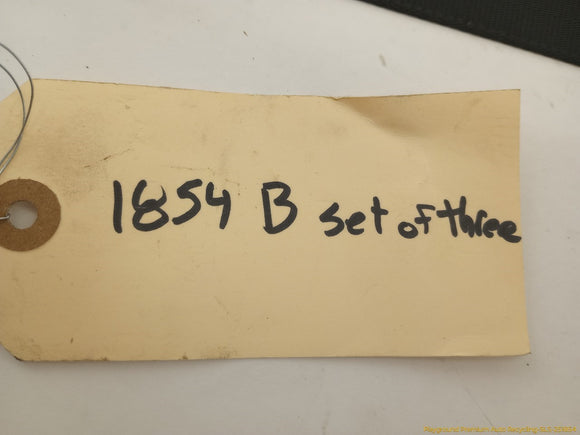 1854 B set of three